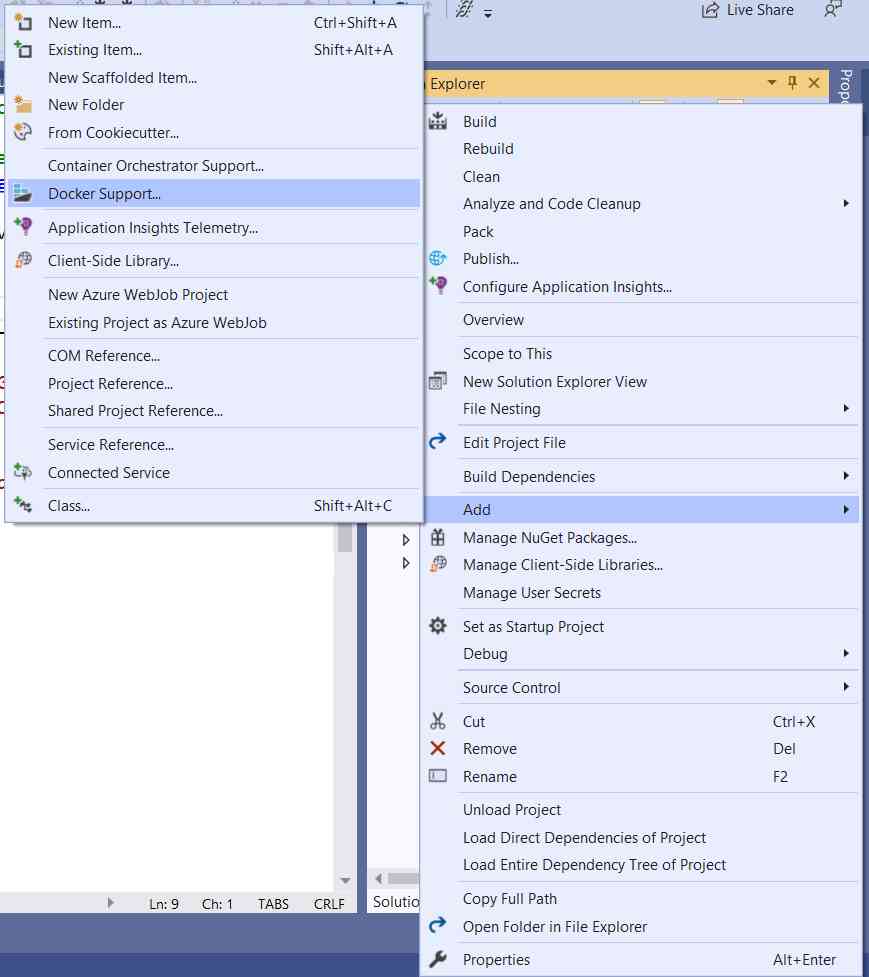 Live Share
New Item... Ctrl+Shift+A
Existing Item... Shift+Alt+A
New Scaffolded Item...
New Folder
From Cookiecutter...
Container Orchestrator Support...
Docker Support...
Application Insights Telemetry...
Client-Side Library...
New Azure WebJob Project
Existing Project as Azure WebJob
COM Reference...
Project Reference...
Shared Project Reference...
Service Reference...
Connected Service
Class... Shift+Alt+C
Explorer
Build
Rebuild
Clean
Analyze and Code Cleanup
Pack
Publish...
Configure Application Insights...
Overview
Scope to This
New Solution Explorer View
File Nesting
Edit Project File
Build Dependencies
Add
Manage NuGet Packages...
Manage Client-Side Libraries...
Manage User Secrets
Set as Startup Project
Debug
Source Control
Cut Ctrl+X
Remove Del
Rename F2
Unload Project
Load Direct Dependencies of Project
Load Entire Dependency Tree of Project
Copy Full Path
Open Folder in File Explorer
Properties Alt+Enter
Ln: 9 Ch: 1 TABS CRLF
Solutio